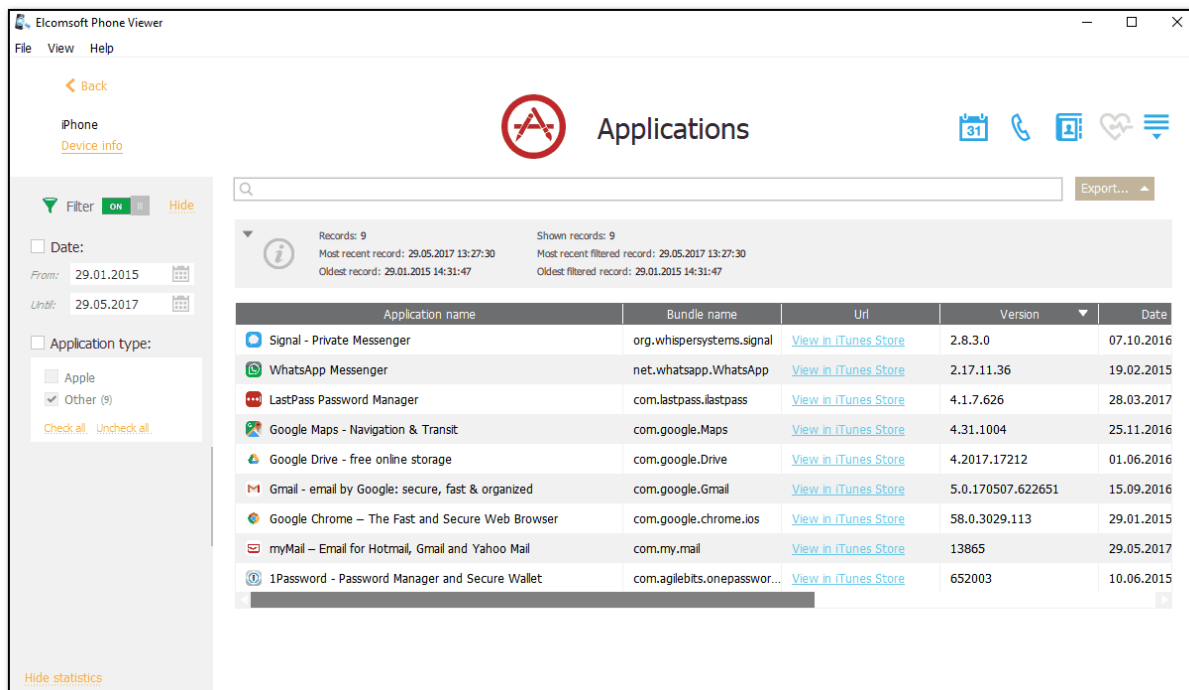 Elcomsoft Phone Viewer
File View Help
Back
iPhone
Device info
Applications
31
Filter ON Hide
Export...
Date:
From: 29.01.2015
Until: 29.05.2017
Application type:
Apple
Other (9)
Check all Uncheck all
Records: 9 Shown records: 9
Most recent record: 29.05.2017 13:27:30 Most recent filtered record: 29.05.2017 13:27:30
Oldest record: 29.01.2015 14:31:47 Oldest filtered record: 29.01.2015 14:31:47
Application name Bundle name Url Version Date
Signal - Private Messenger org.whispersystems.signal View in iTunes Store 2.8.3.0 07.10.2016
WhatsApp Messenger net.whatsapp.WhatsApp View in iTunes Store 2.17.11.36 19.02.2015
LastPass Password Manager com.lastpass.ilastpass View in iTunes Store 4.1.7.626 28.03.2017
Google Maps - Navigation & Transit com.google.Maps View in iTunes Store 4.31.1004 25.11.2016
Google Drive - free online storage com.google.Drive View in iTunes Store 4.2017.17212 01.06.2016
Gmail - email by Google: secure, fast & organized com.google.Gmail View in iTunes Store 5.0.170507.622651 15.09.2016
Google Chrome – The Fast and Secure Web Browser com.google.chrome.ios View in iTunes Store 58.0.3029.113 29.01.2015
myMail – Email for Hotmail, Gmail and Yahoo Mail com.my.mail View in iTunes Store 13865 29.05.2017
1Password - Password Manager and Secure Wallet com.agilebits.onepasswor... View in iTunes Store 652003 10.06.2015
Hide statistics